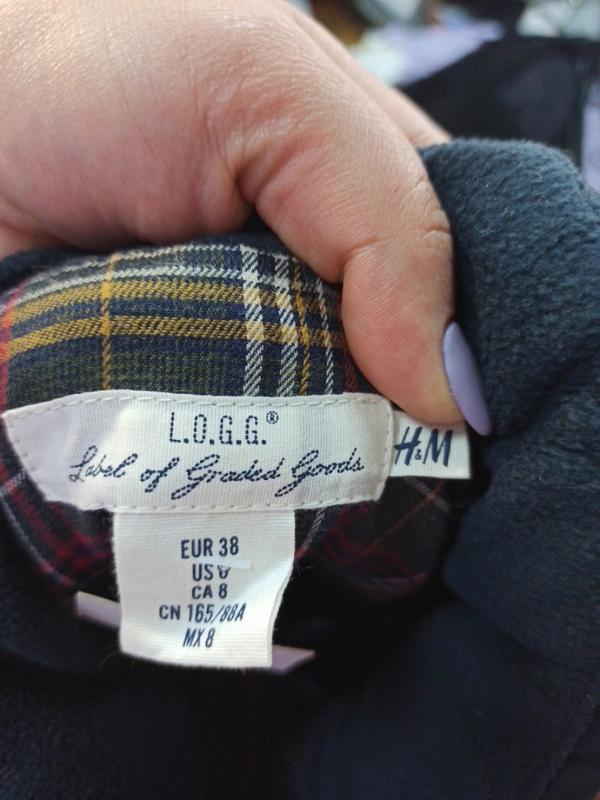 L.O.G.G.®
Label of Graded Goods
H&M
EUR 38
US
CA 8
CN 165/88A
MX 8